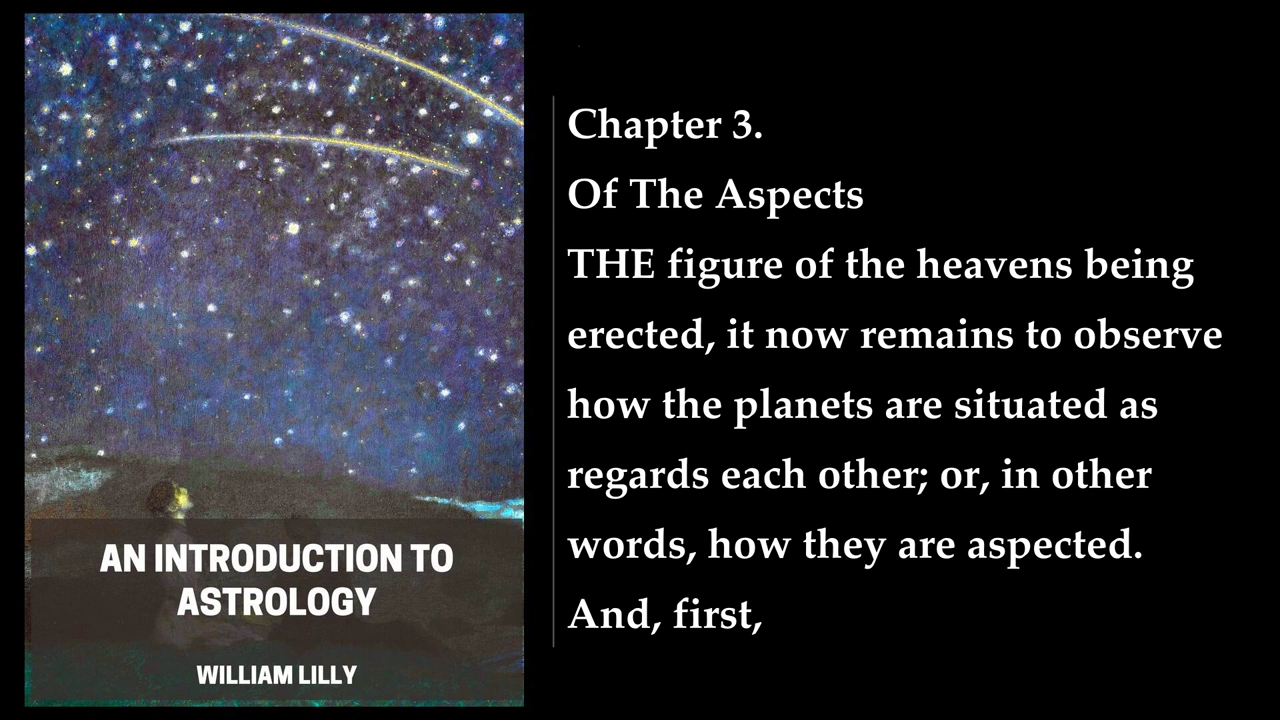 AN INTRODUCTION TO
ASTROLOGY
WILLIAM LILLY
Chapter 3.
Of The Aspects
THE figure of the heavens being
erected, it now remains to observe
how the planets are situated as
regards each other; or, in other
words, how they are aspected.
And, first,